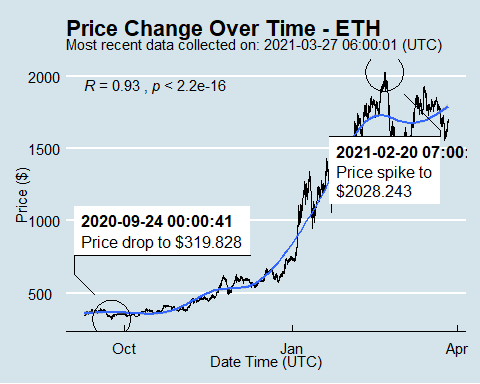 Price Change Over Time - ETH
Most recent data collected on: 2021-03-27 06:00:01 (UTC)
R = 0.93 , p < 2.2e-16
2000
1500
1000
500
Price ($)
2021-02-20 07:00:
Price spike to
$2028.243
2020-09-24 00:00:41
Price drop to $319.828
Oct
Jan
Apr
Date Time (UTC)